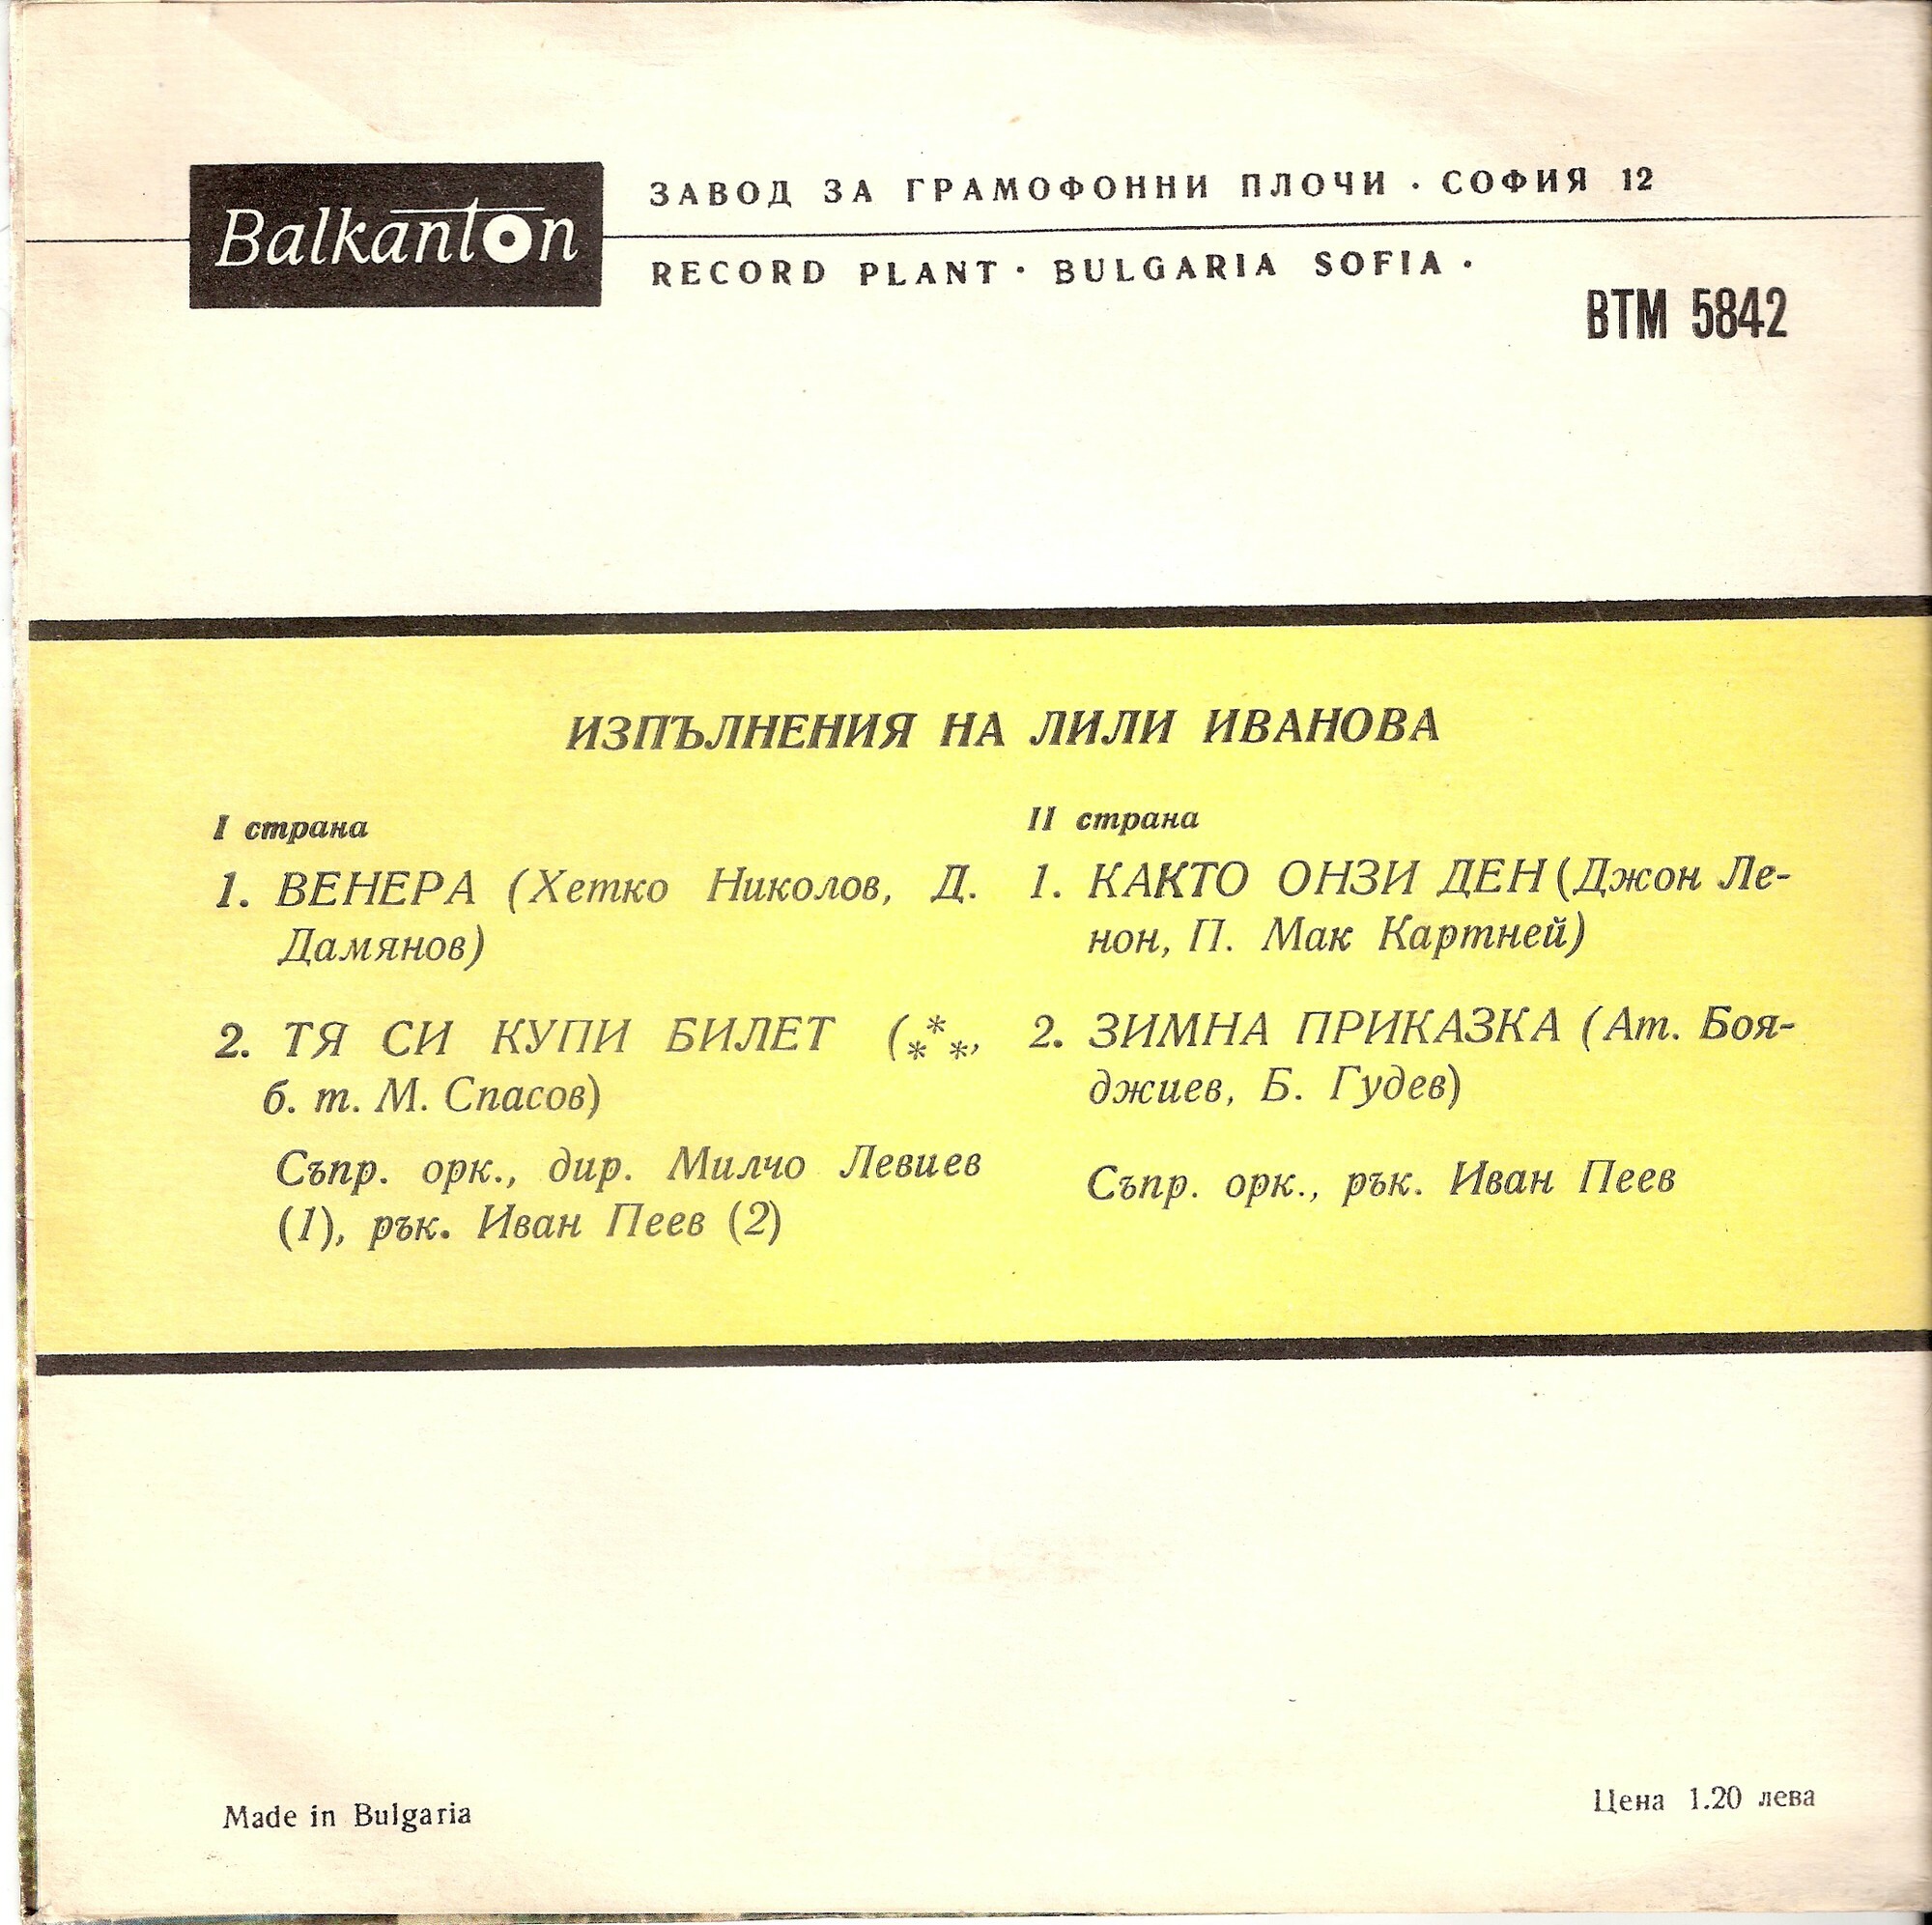 Balkanton
ЗАВОД ЗА ГРАМОФОННИ ПЛОЧИ · СОФИЯ 12
RECORD PLANT · BULGARIA SOFIA ·
ВТМ 5842
ИЗПЪЛНЕНИЯ НА ЛИЛИ ИВАНОВА
I страна
1. ВЕНЕРА (Хетко Николов, Д.
Дамянов)
2. ТЯ СИ КУПИ БИЛЕТ (***,
б. т. М. Спасов)
Съпр. орк., дир. Милчо Левиев
(1), рък. Иван Пеев (2)
II страна
1. КАКТО ОНЗИ ДЕН (Джон Ле-
нон, П. Мак Картней)
2. ЗИМНА ПРИКАЗКА (Ат. Боя-
джиев, Б. Гудев)
Съпр. орк., рък. Иван Пеев
Made in Bulgaria
Цена 1.20 лева